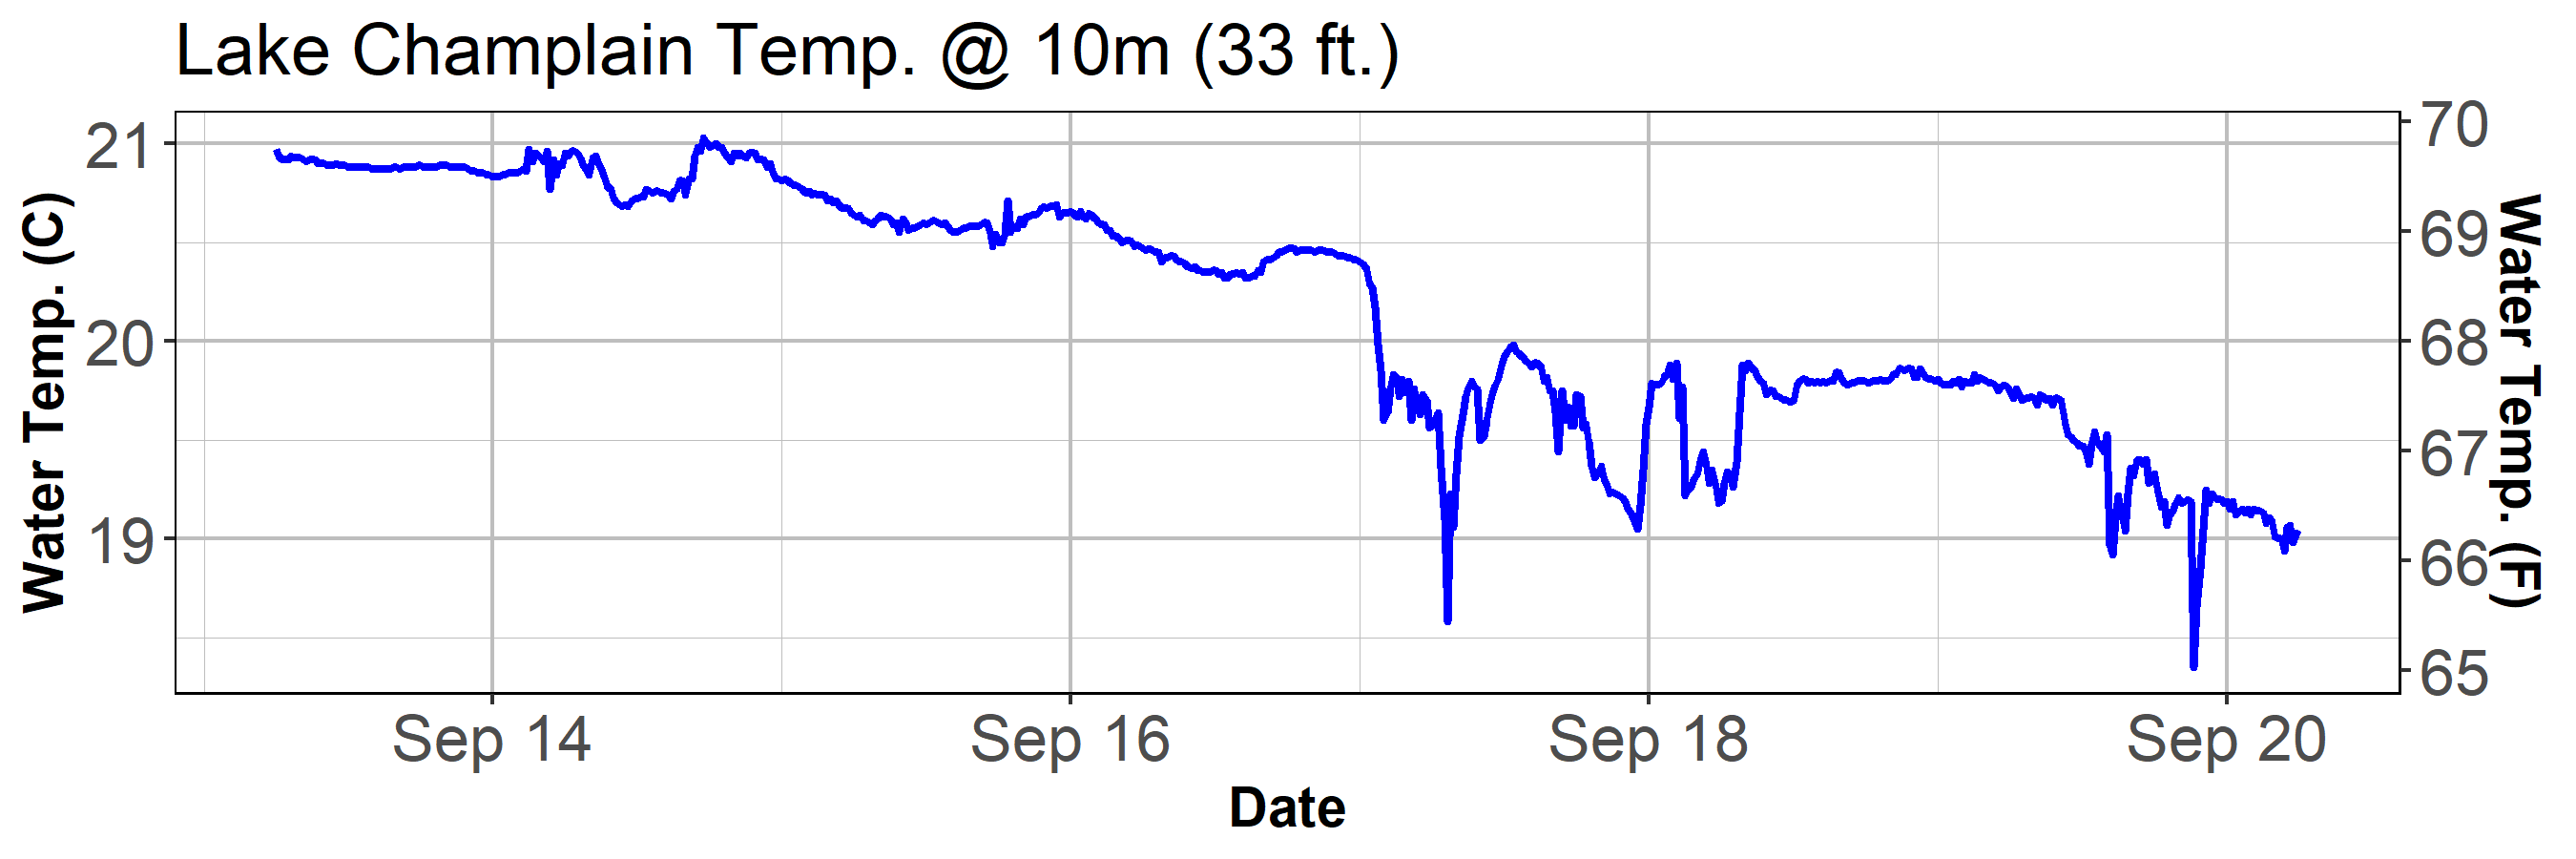 Lake Champlain Temp. @ 10m (33 ft.)
Water Temp. (C)
21
20
19
70
69
68
67
66
65
Water Temp. (F)
Sep 14
Sep 16
Sep 18
Sep 20
Date